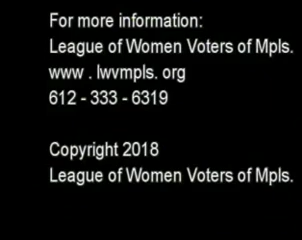 For more information:
League of Women Voters of Mpls.
www . lwvmpls. org
612 - 333 - 6319
Copyright 2018
League of Women Voters of Mpls.